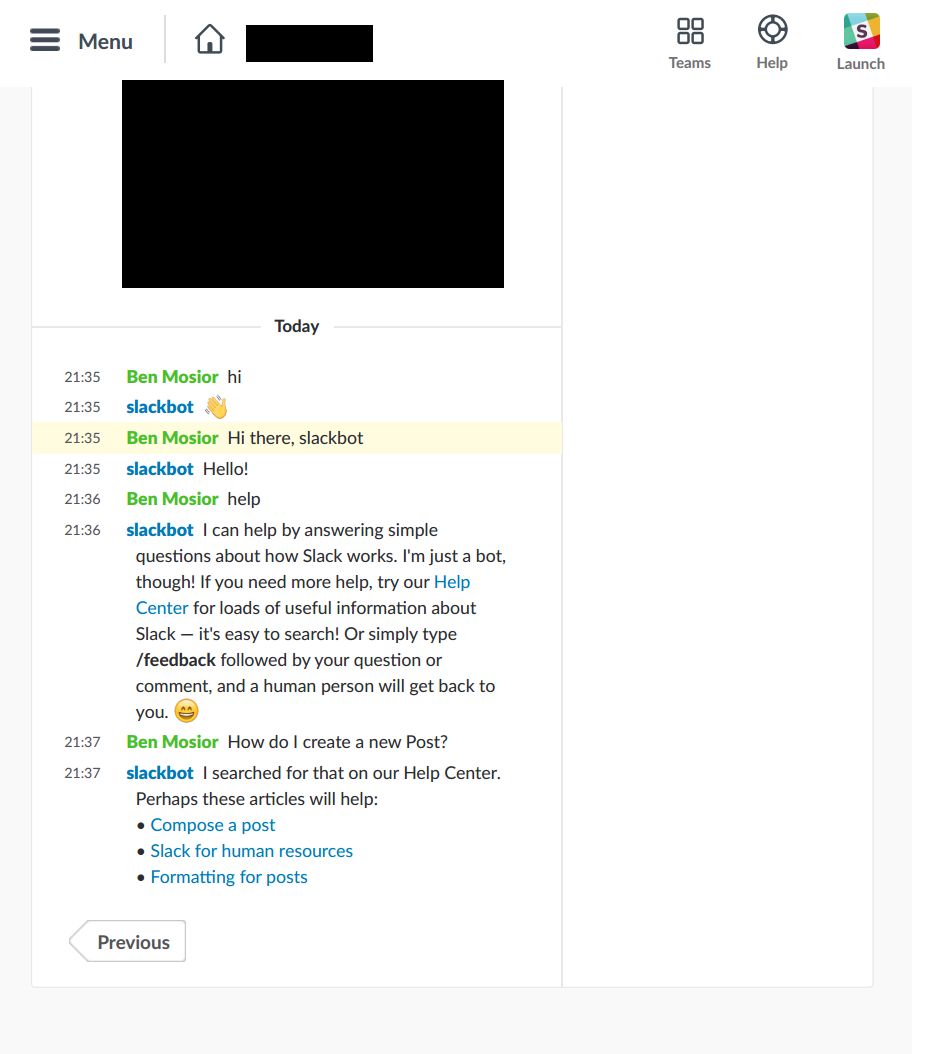 Menu
Teams
Help
S
Launch
Today
21:35 Ben Mosior hi
21:35 slackbot 👋
21:35 Ben Mosior Hi there, slackbot
21:35 slackbot Hello!
21:36 Ben Mosior help
21:36 slackbot I can help by answering simple
questions about how Slack works. I'm just a bot,
though! If you need more help, try our Help
Center for loads of useful information about
Slack — it's easy to search! Or simply type
/feedback followed by your question or
comment, and a human person will get back to
you. 😄
21:37 Ben Mosior How do I create a new Post?
21:37 slackbot I searched for that on our Help Center.
Perhaps these articles will help:
• Compose a post
• Slack for human resources
• Formatting for posts
Previous